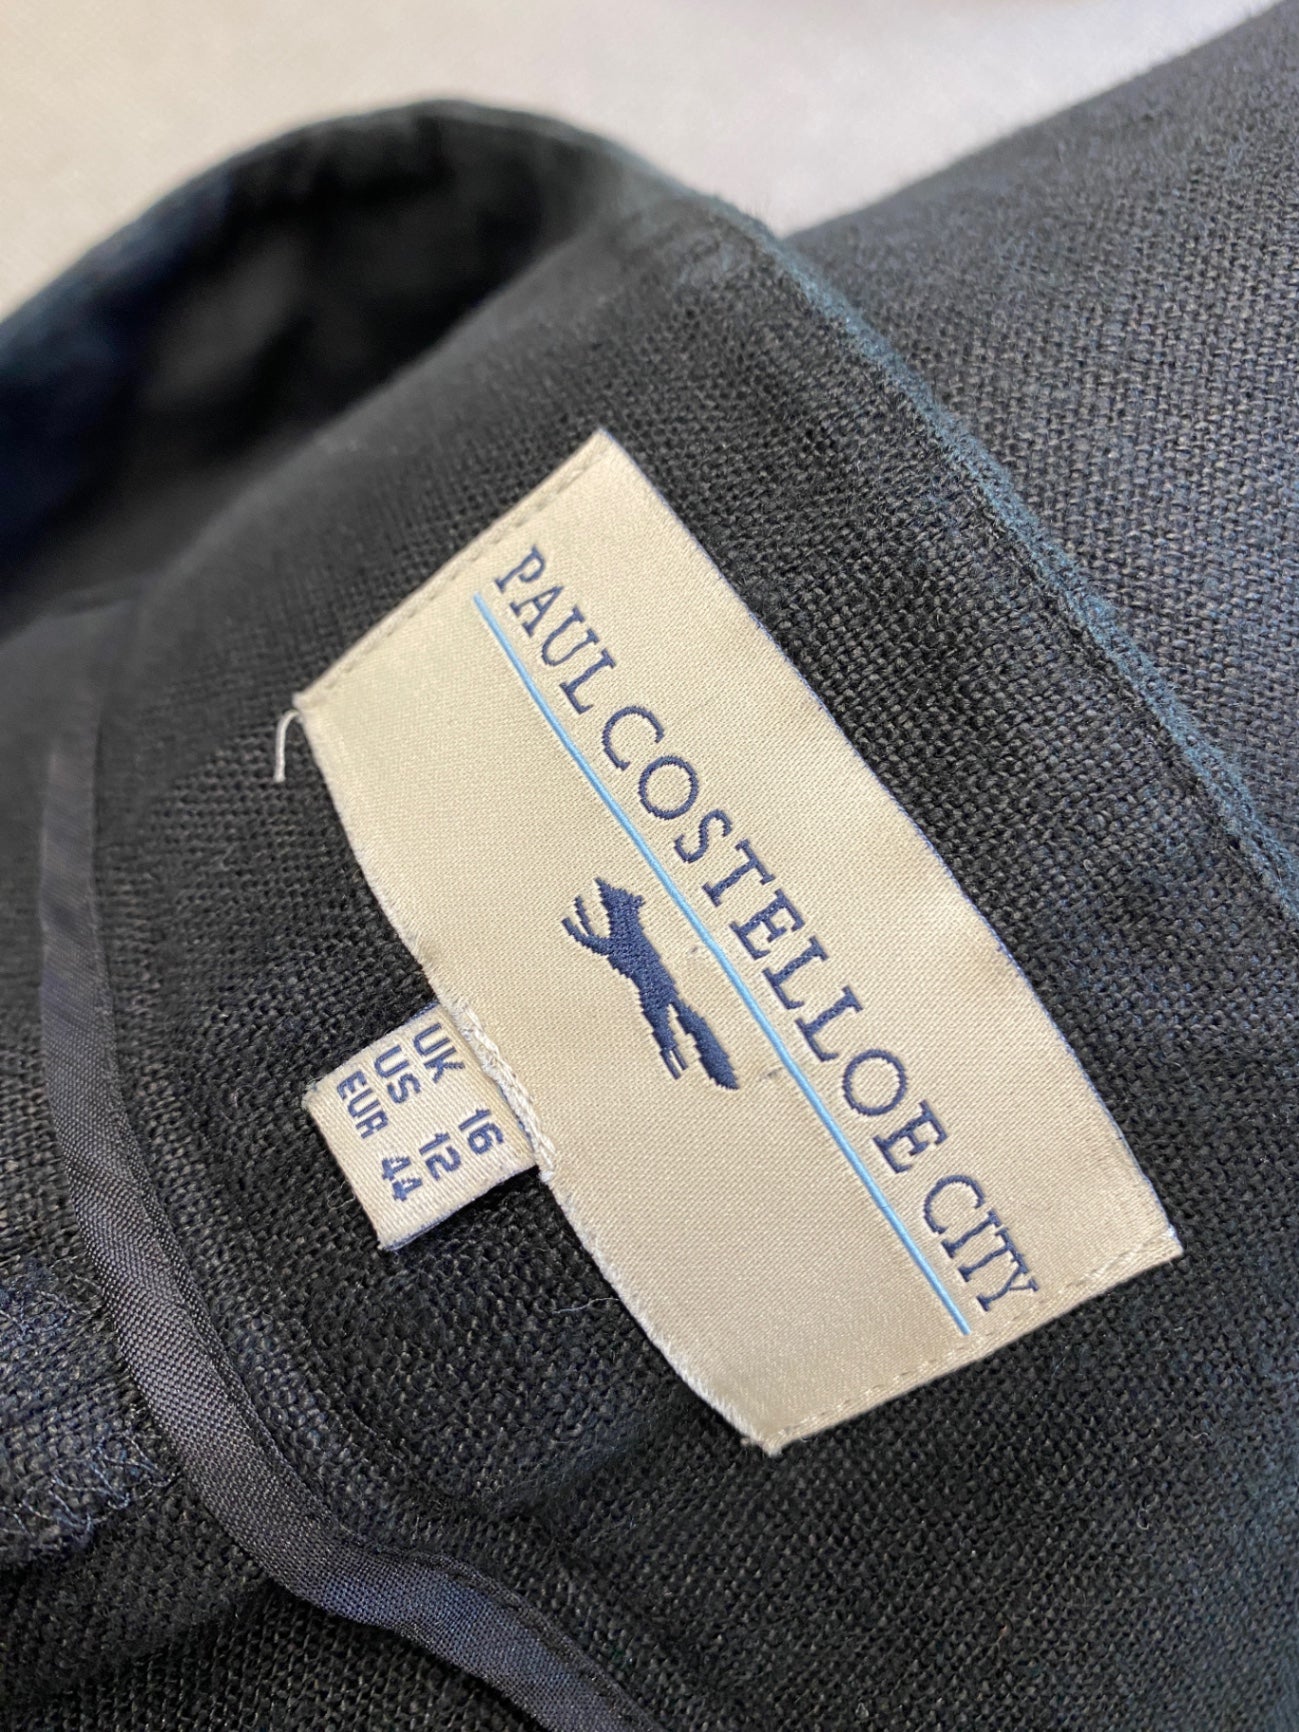 PAUL COSTELLOE CITY
UK 16
US 12
EUR 44